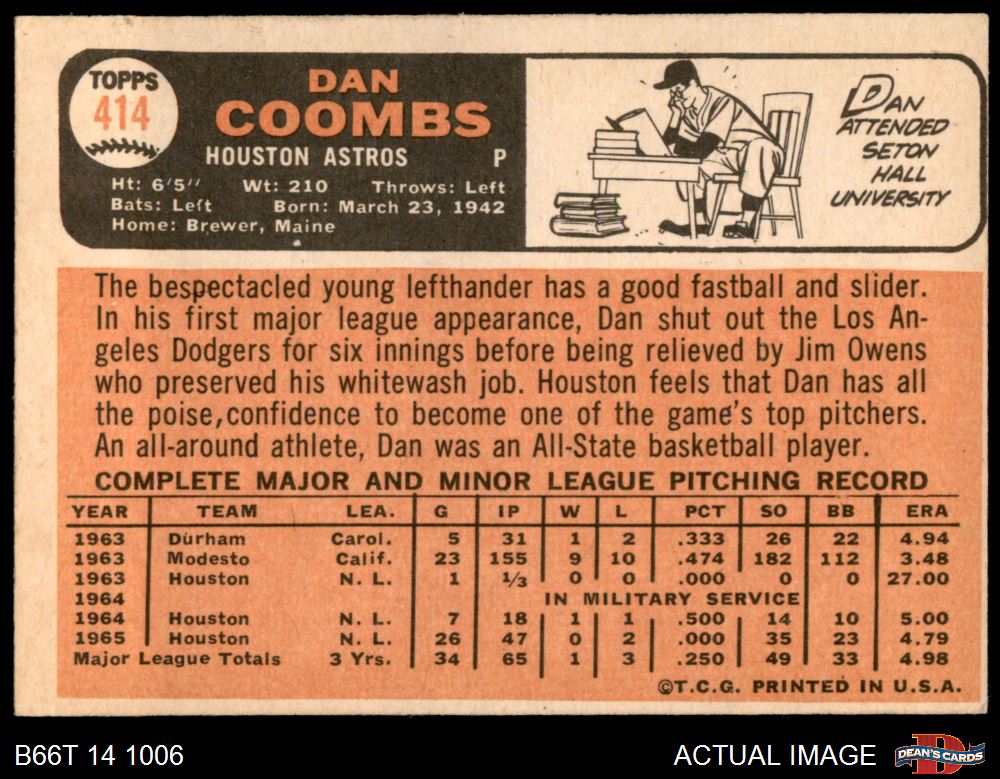 TOPPS
414
DAN
COOMBS
HOUSTON ASTROS P
Ht: 6'5" Wt: 210 Throws: Left
Bats: Left Born: March 23, 1942
Home: Brewer, Maine
DAN
ATTENDED
SETON
HALL
UNIVERSITY
The bespectacled young lefthander has a good fastball and slider.
In his first major league appearance, Dan shut out the Los An-
geles Dodgers for six innings before being relieved by Jim Owens
who preserved his whitewash job. Houston feels that Dan has all
the poise,confidence to become one of the game's top pitchers.
An all-around athlete, Dan was an All-State basketball player.
COMPLETE MAJOR AND MINOR LEAGUE PITCHING RECORD
YEAR TEAM LEA. G IP W L PCT SO BB ERA
1963 Durham Carol. 5 31 1 2 .333 26 22 4.94
1963 Modesto Calif. 23 155 9 10 .474 182 112 3.48
1963 Houston N. L. 1 1/3 0 0 .000 0 0 27.00
1964 IN MILITARY SERVICE
1964 Houston N. L. 7 18 1 1 .500 14 10 5.00
1965 Houston N. L. 26 47 0 2 .000 35 23 4.79
Major League Totals 3 Yrs. 34 65 1 3 .250 49 33 4.98
©T.C.G. PRINTED IN U.S.A.
B66T 14 1006 ACTUAL IMAGE DEAN'S CARDS